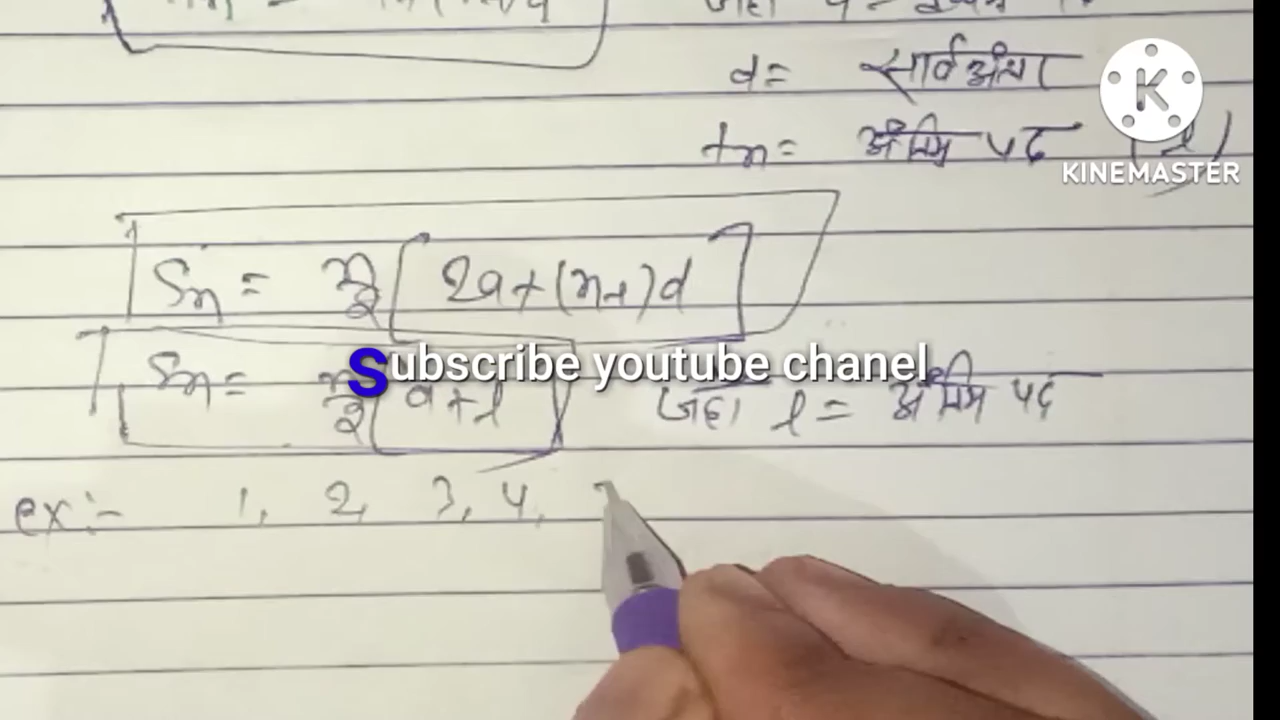 d = सार्वअंतर
tn = अंतिम पद (l)
KINEMASTER
Sn = n/2 [2a+(n-1)d]
Subscribe youtube chanel
Sn = n/2 [a+l] जहा l = अंतिम पद
ex:- 1, 2, 3, 4,